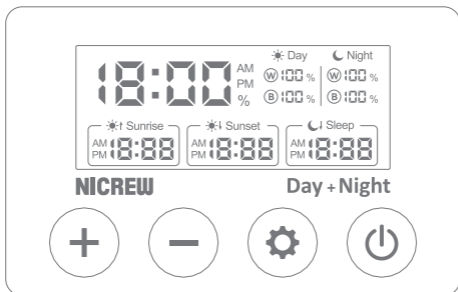 ☀ Day ☾ Night
18:00 AM PM %
W 100 % W 100 %
B 100 % B 100 %
Sunrise Sunset Sleep
AM PM 18:88 AM PM 18:88 AM PM 18:88
NICREW Day + Night